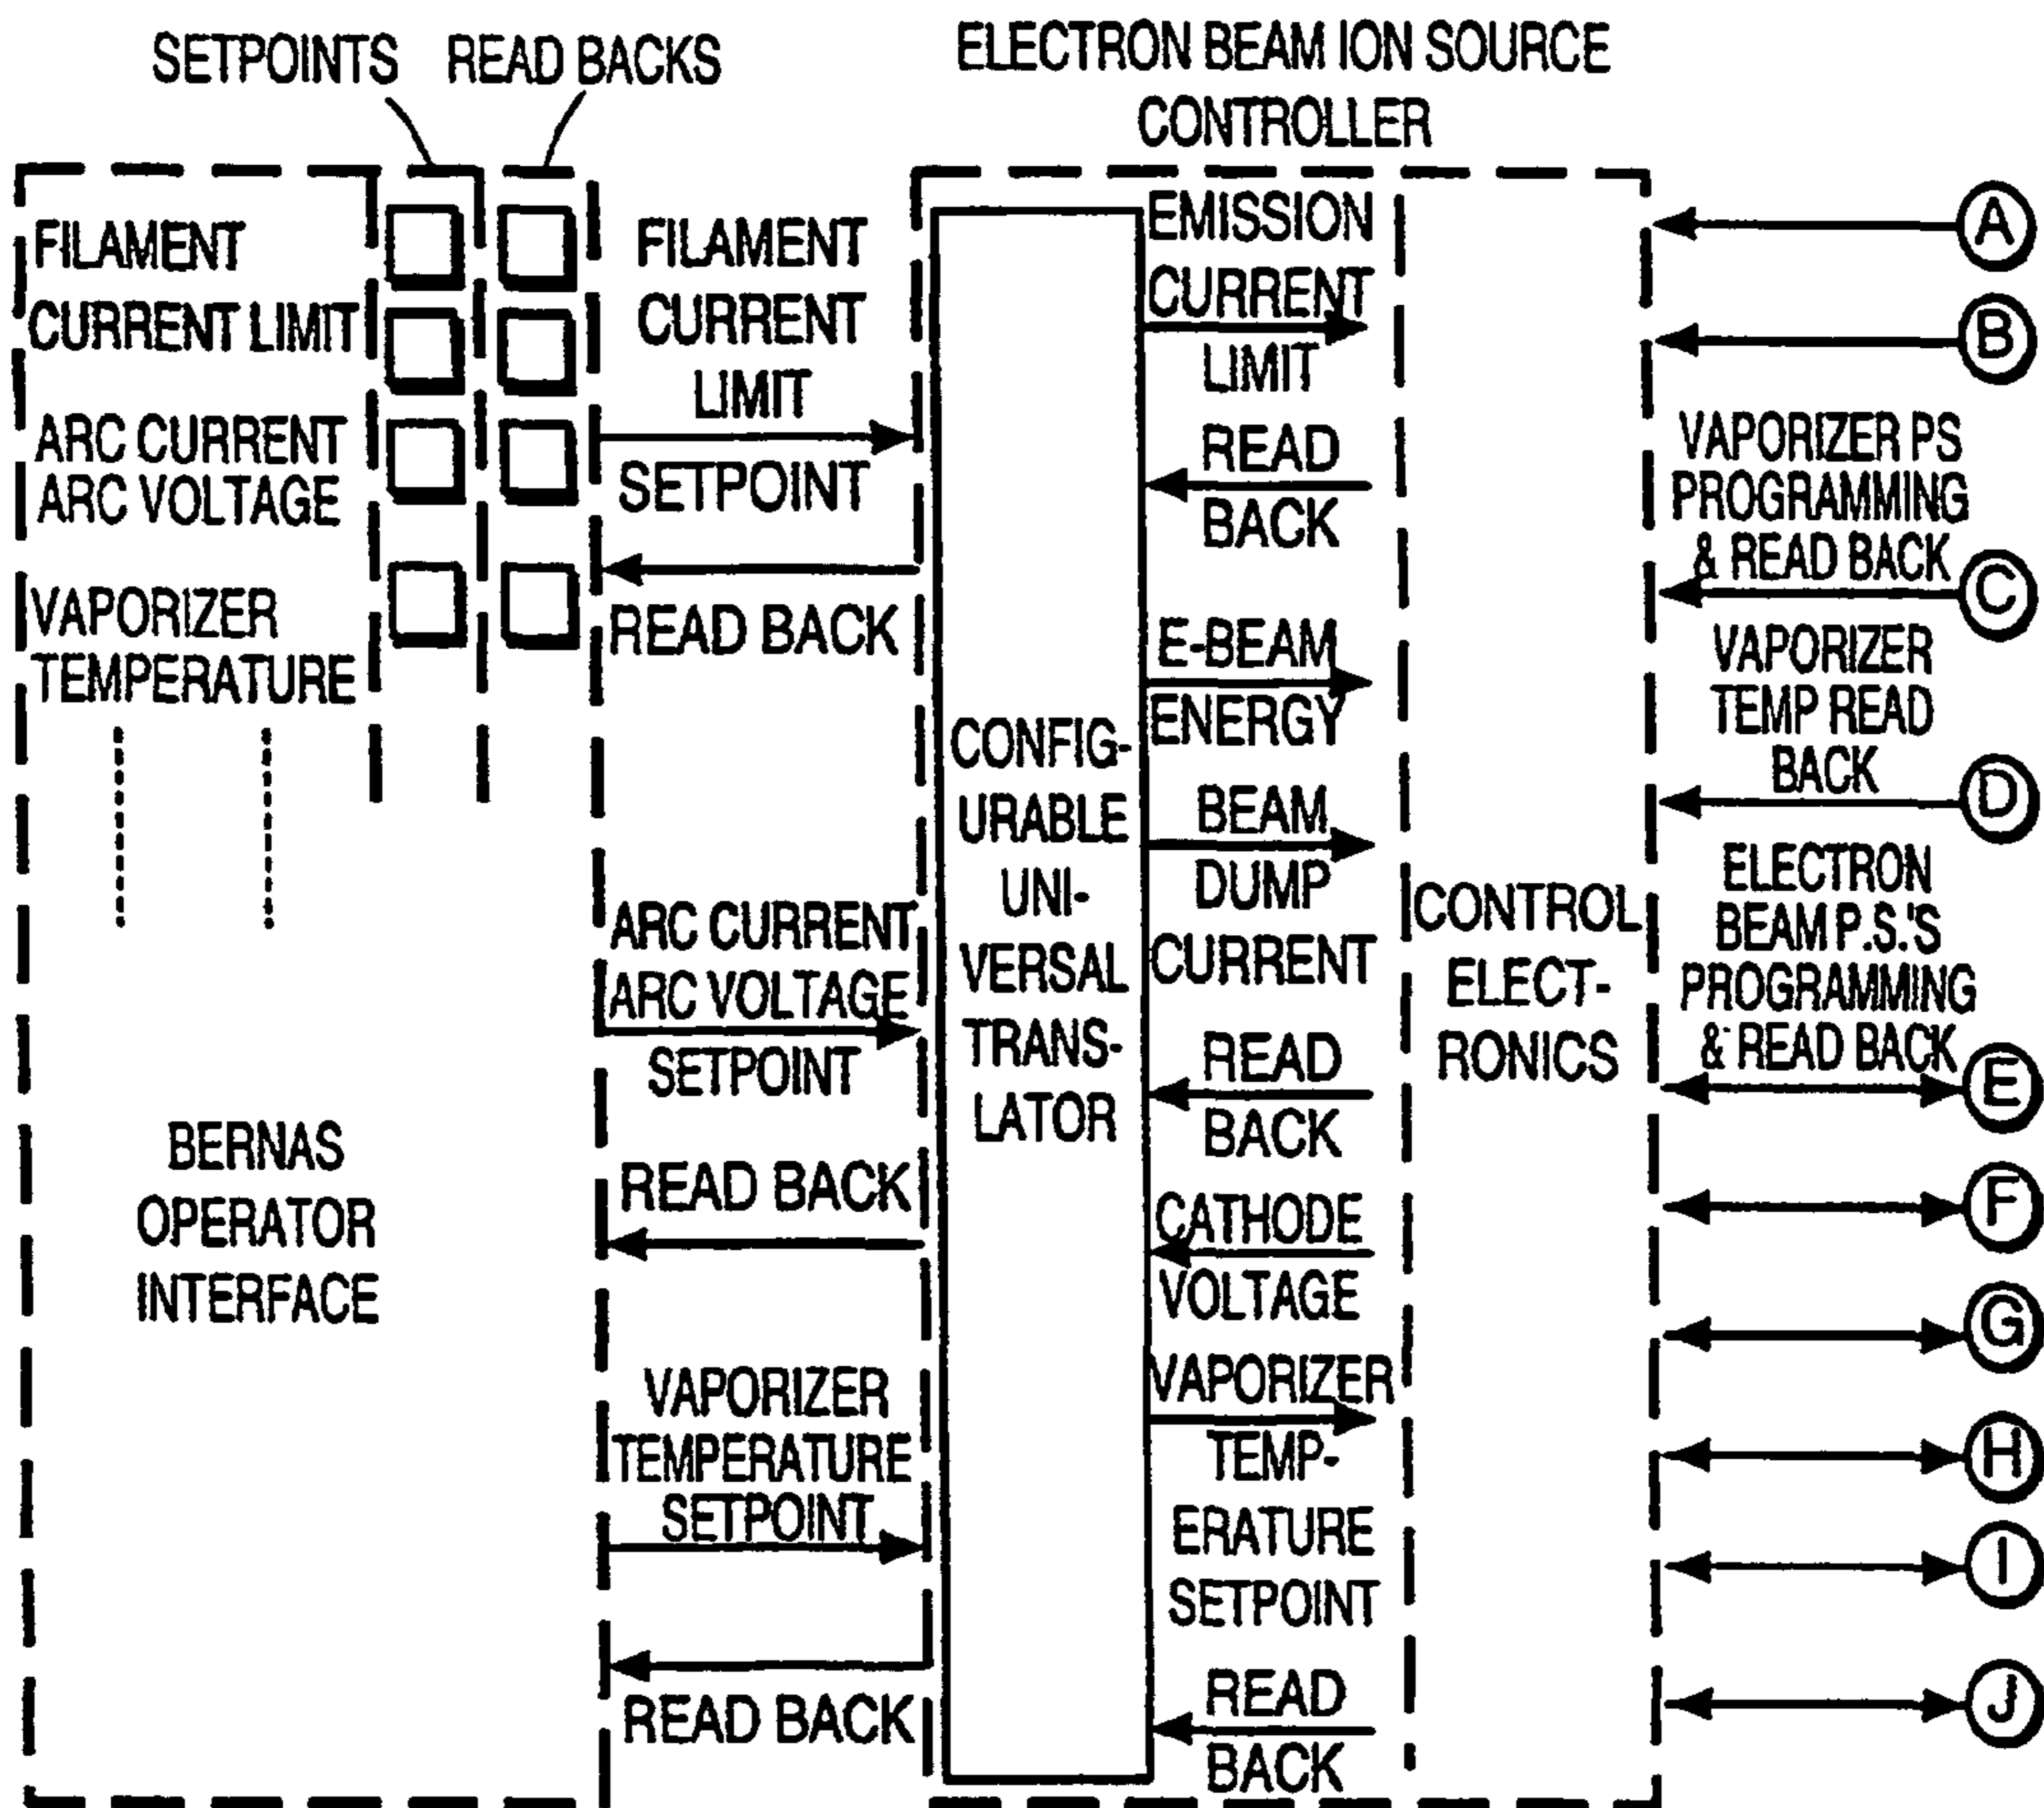 SETPOINTS
READ BACKS
ELECTRON BEAM ION SOURCE
CONTROLLER
FILAMENT
CURRENT LIMIT
ARC CURRENT
ARC VOLTAGE
VAPORIZER
TEMPERATURE
BERNAS
OPERATOR
INTERFACE
FILAMENT
CURRENT
LIMIT
SETPOINT
READ BACK
ARC CURRENT
ARC VOLTAGE
SETPOINT
READ BACK
VAPORIZER
TEMPERATURE
SETPOINT
READ BACK
CONFIG-
URABLE
UNI-
VERSAL
TRANS-
LATOR
EMISSION
CURRENT
LIMIT
READ
BACK
E-BEAM
ENERGY
BEAM
DUMP
CURRENT
READ
BACK
CATHODE
VOLTAGE
VAPORIZER
TEMP-
ERATURE
SETPOINT
READ
BACK
CONTROL
ELECT-
RONICS
A
B
VAPORIZER PS
PROGRAMMING
& READ BACK
C
VAPORIZER
TEMP READ
BACK
D
ELECTRON
BEAM P.S.'S
PROGRAMMING
& READ BACK
E
F
G
H
I
J